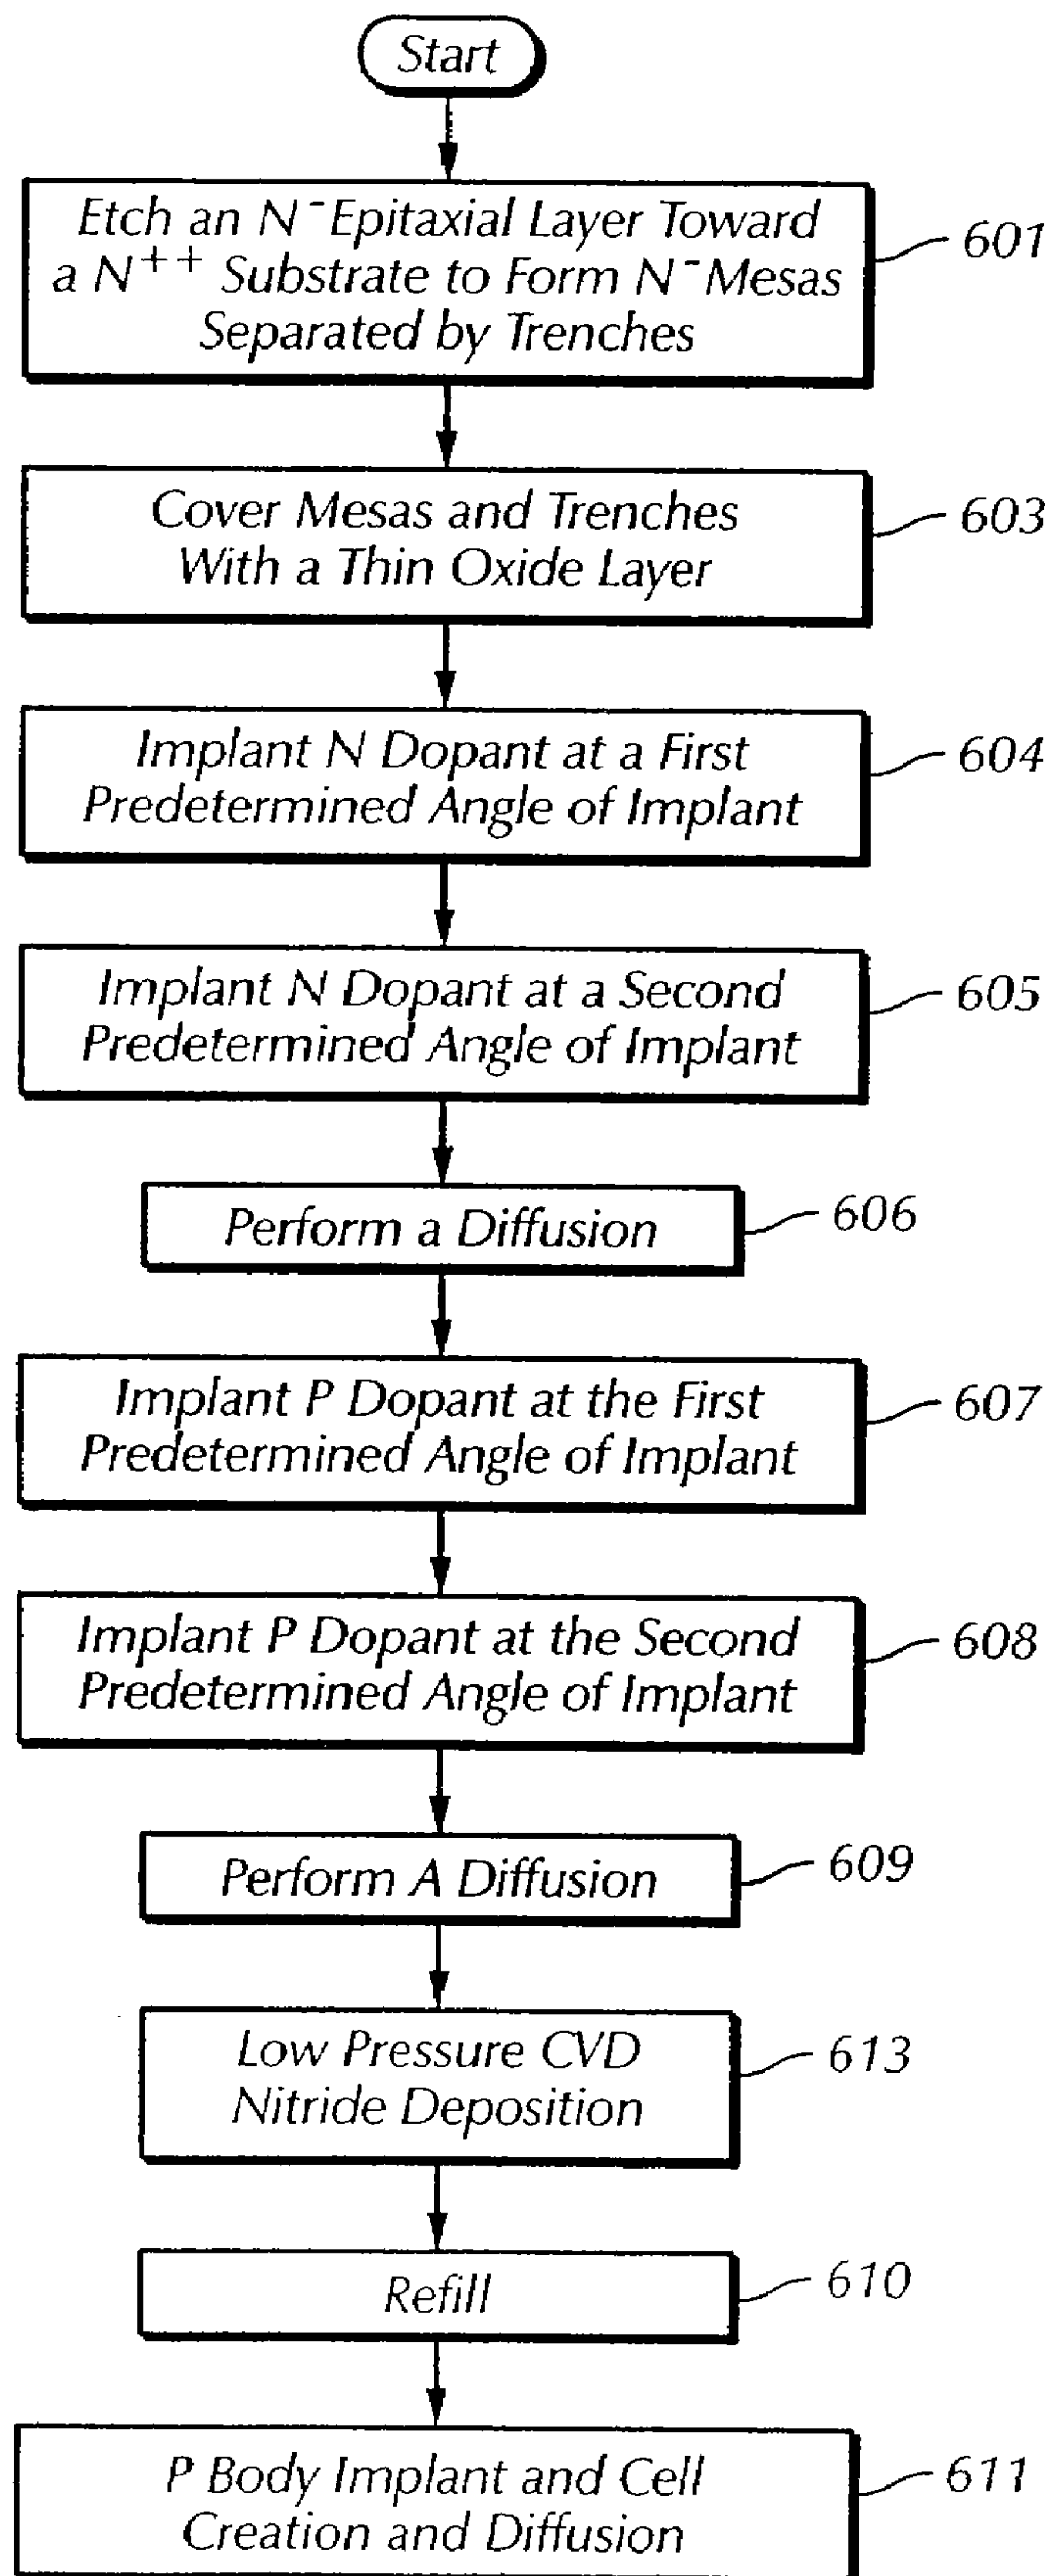 Start
Etch an N⁻ Epitaxial Layer Toward
a N⁺⁺ Substrate to Form N⁻ Mesas
Separated by Trenches
601
Cover Mesas and Trenches
With a Thin Oxide Layer
603
Implant N Dopant at a First
Predetermined Angle of Implant
604
Implant N Dopant at a Second
Predetermined Angle of Implant
605
Perform a Diffusion
606
Implant P Dopant at the First
Predetermined Angle of Implant
607
Implant P Dopant at the Second
Predetermined Angle of Implant
608
Perform A Diffusion
609
Low Pressure CVD
Nitride Deposition
613
Refill
610
P Body Implant and Cell
Creation and Diffusion
611